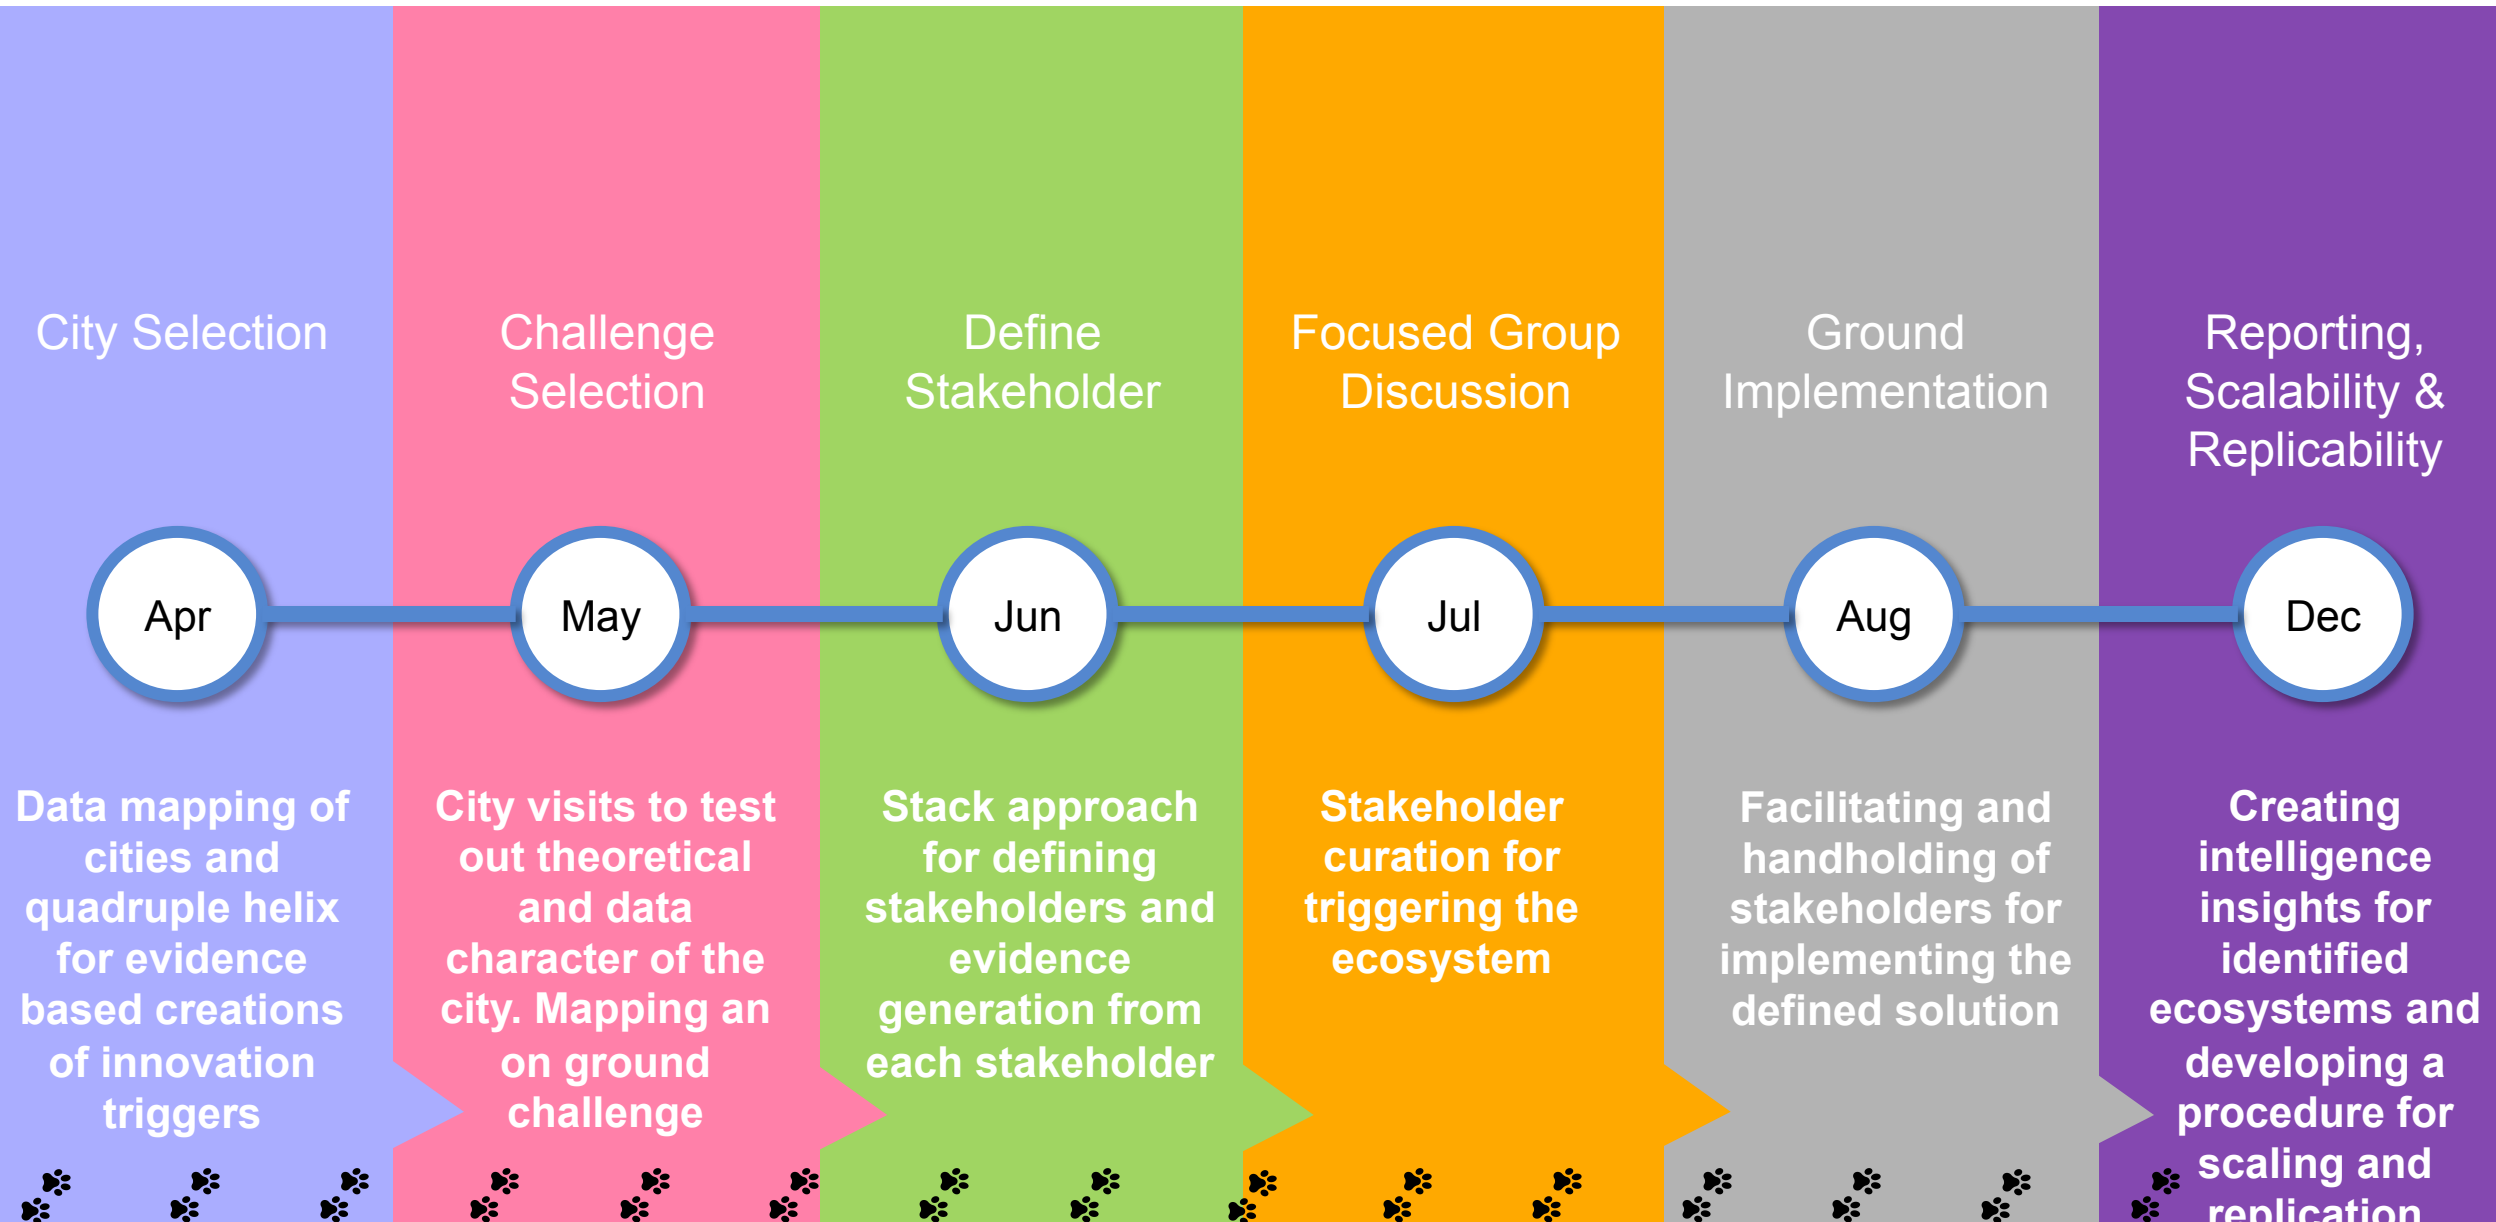 City Selection
Challenge
Selection
Define
Stakeholder
Focused Group
Discussion
Ground
Implementation
Reporting,
Scalability &
Replicability
Apr
May
Jun
Jul
Aug
Dec
Data mapping of
cities and
quadruple helix
for evidence
based creations
of innovation
triggers
City visits to test
out theoretical
and data
character of the
city. Mapping an
on ground
challenge
Stack approach
for defining
stakeholders and
evidence
generation from
each stakeholder
Stakeholder
curation for
triggering the
ecosystem
Facilitating and
handholding of
stakeholders for
implementing the
defined solution
Creating
intelligence
insights for
identified
ecosystems and
developing a
procedure for
scaling and
replication